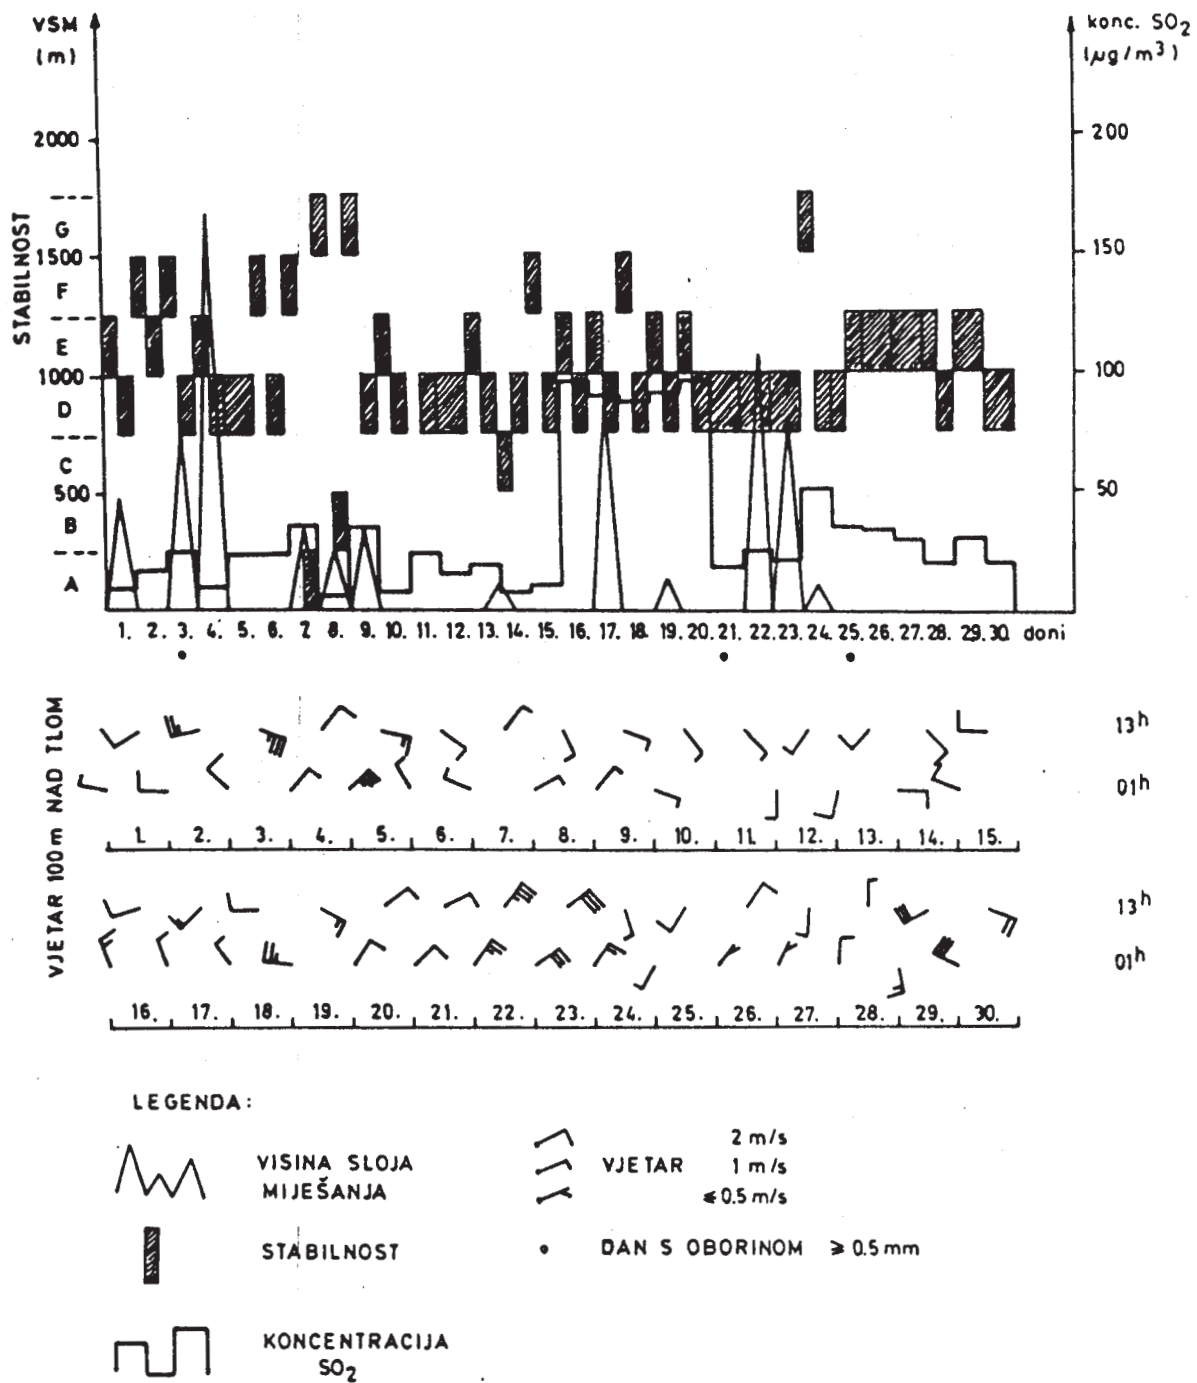 VSM
(m)
konc. SO2
(μg/m3)
2000
200
STABILNOST
G
1500
150
F
E
1000
100
D
C
500
50
B
A
1. 2. 3. 4. 5. 6. 7. 8. 9. 10. 11. 12. 13. 14. 15. 16. 17. 18. 19. 20. 21. 22. 23. 24. 25. 26. 27. 28. 29. 30. doni
VJETAR 100m NAD TLOM
13h
01h
1. 2. 3. 4. 5. 6. 7. 8. 9. 10. 11. 12. 13. 14. 15.
13h
01h
16. 17. 18. 19. 20. 21. 22. 23. 24. 25. 26. 27. 28. 29. 30.
LEGENDA:
VISINA SLOJA
MIJEŠANJA
STABILNOST
KONCENTRACIJA
SO2
2 m/s
VJETAR 1 m/s
≤ 0.5 m/s
DAN S OBORINOM ≥ 0.5 mm